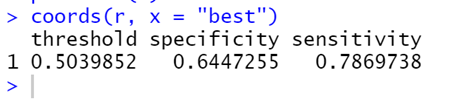 > coords(r, x = "best")
threshold specificity sensitivity
1 0.5039852 0.6447255 0.7869738
>